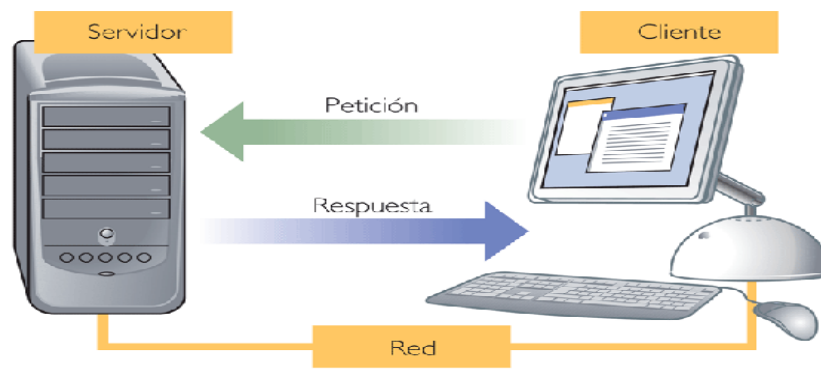 Servidor
Cliente
Petición
Respuesta
Red